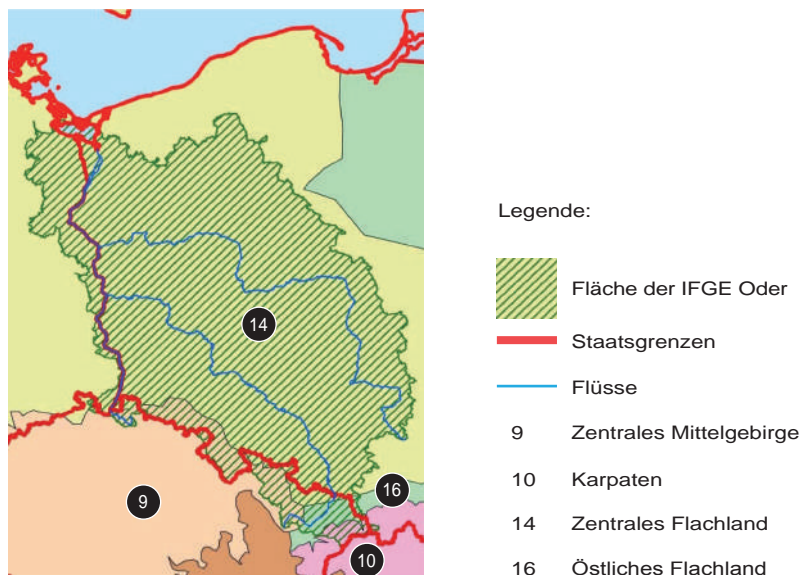 14
9
16
10
Legende:
Fläche der IFGE Oder
Staatsgrenzen
Flüsse
9 Zentrales Mittelgebirge
10 Karpaten
14 Zentrales Flachland
16 Östliches Flachland